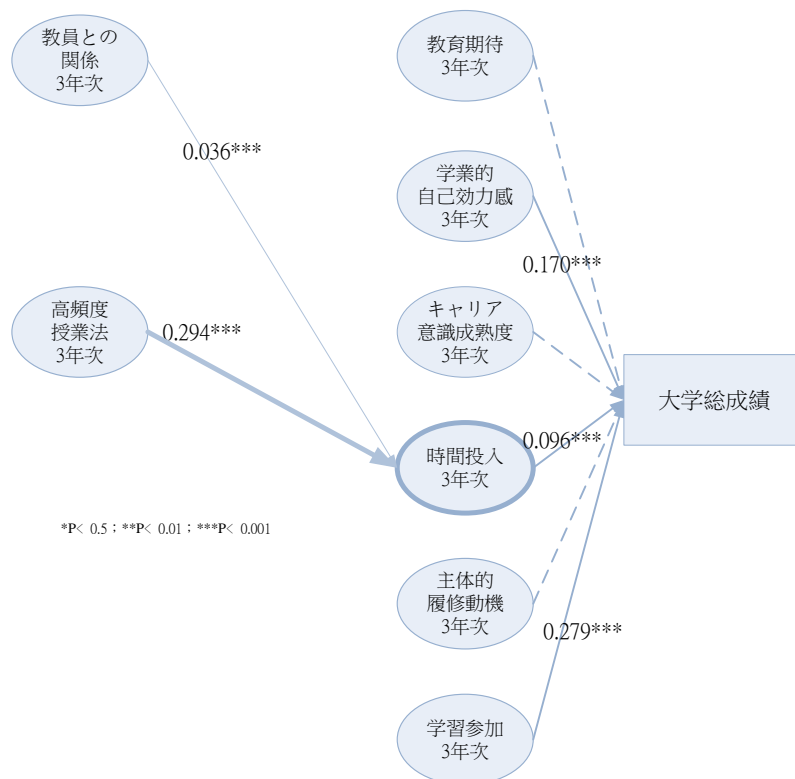 教員との
関係
3年次
教育期待
3年次
0.036***
学業的
自己効力感
3年次
0.170***
高頻度
授業法
3年次
0.294***
キャリア
意識成熟度
3年次
大学総成績
時間投入
3年次
0.096***
*P< 0.5；**P< 0.01；***P< 0.001
主体的
履修動機
3年次
0.279***
学習参加
3年次